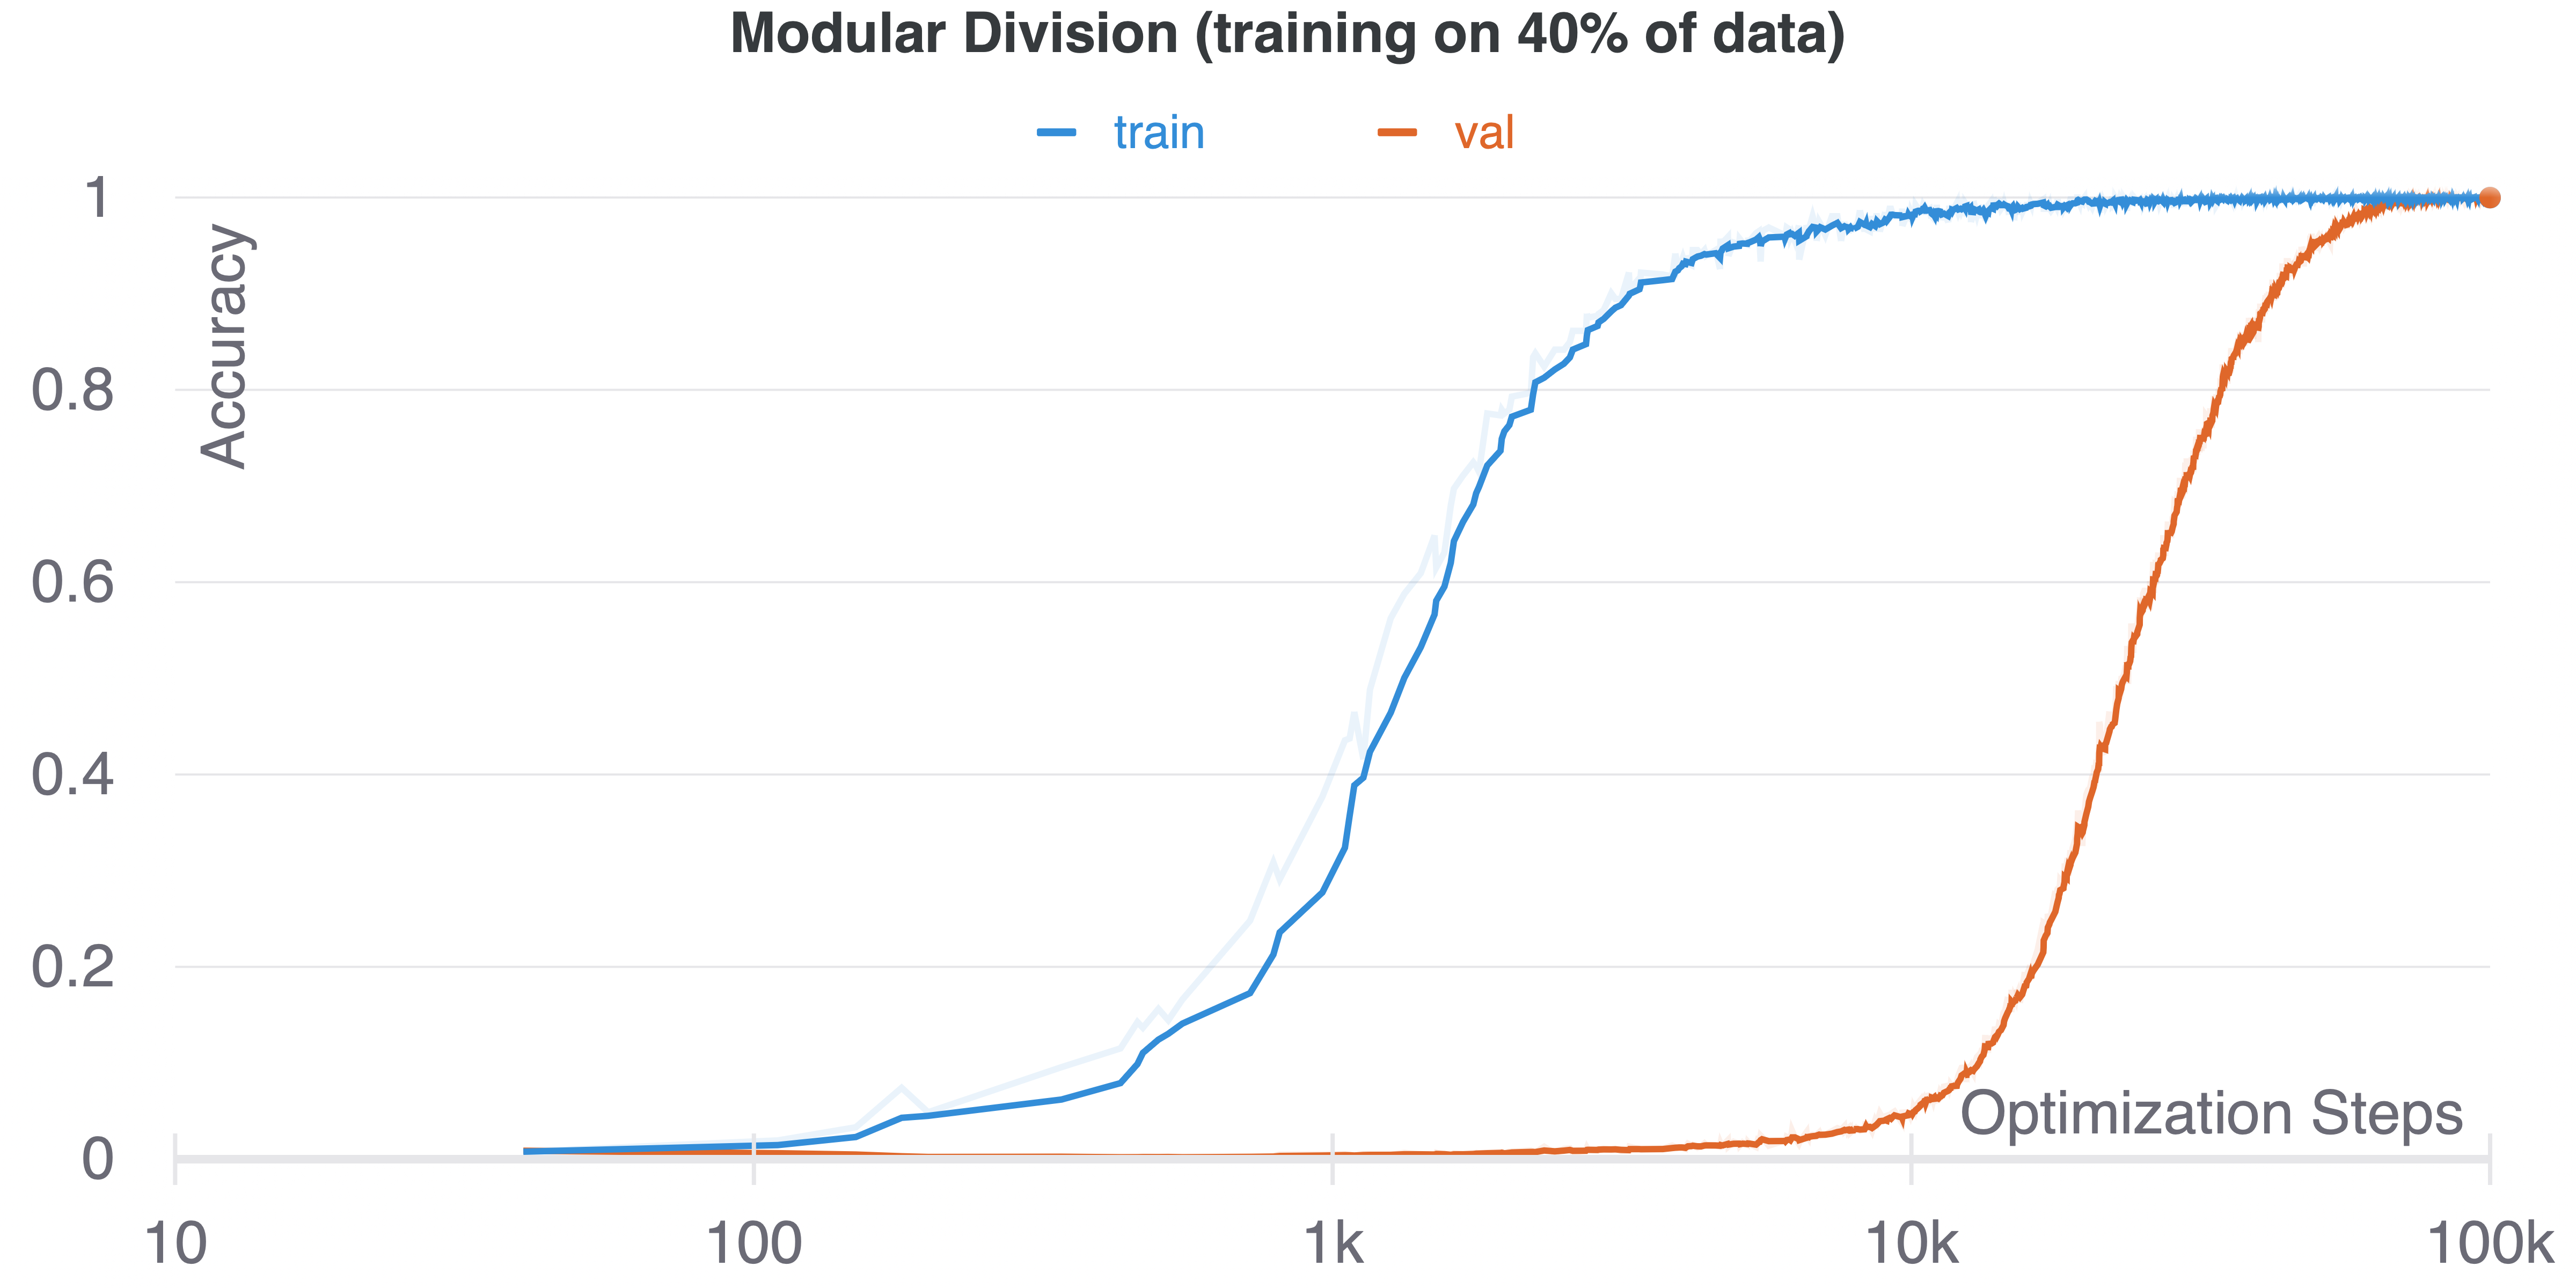 Modular Division (training on 40% of data)
train val
1
Accuracy
0.8
0.6
0.4
0.2
Optimization Steps
0
10 100 1k 10k 100k